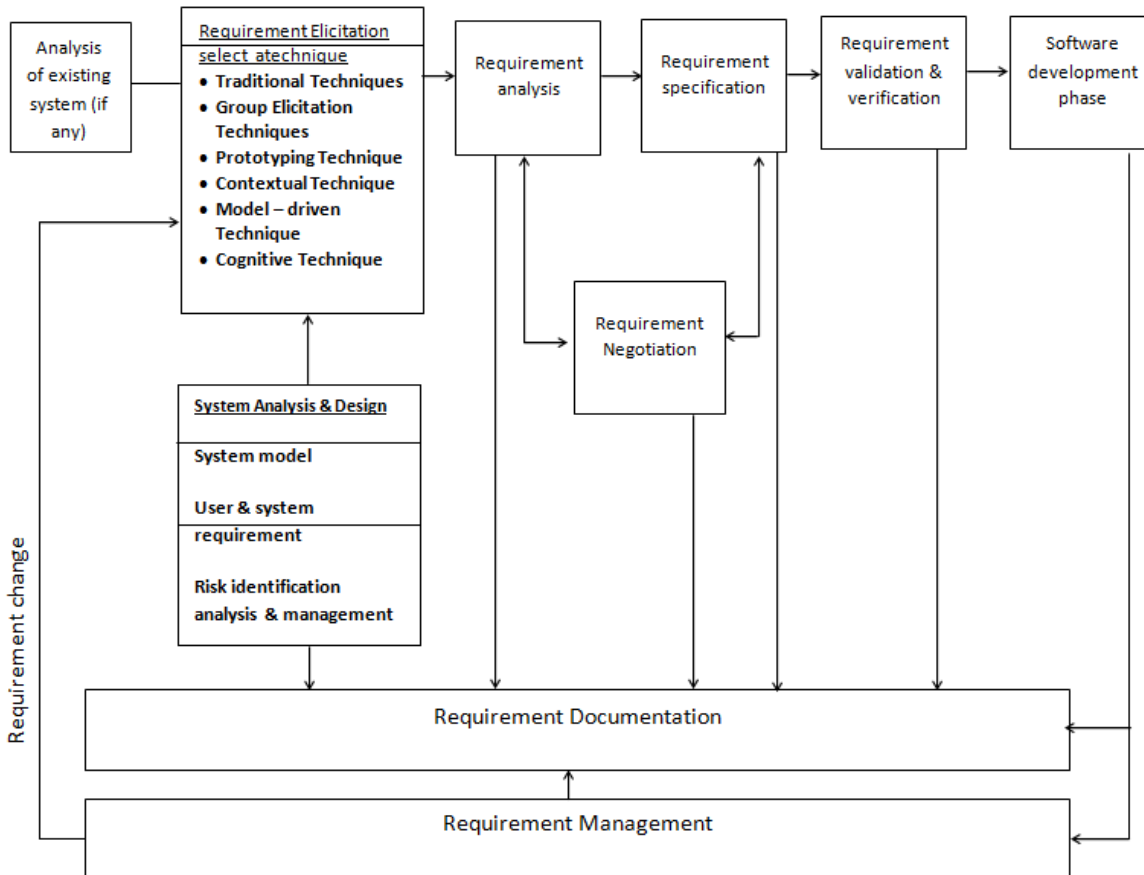 Analysis
of existing
system (if
any)
Requirement Elicitation
select atechnique
• Traditional Techniques
• Group Elicitation
Techniques
• Prototyping Technique
• Contextual Technique
• Model – driven
Technique
• Cognitive Technique
Requirement
analysis
Requirement
specification
Requirement
validation &
verification
Software
development
phase
Requirement
Negotiation
System Analysis & Design
System model
User & system
requirement
Risk identification
analysis & management
Requirement change
Requirement Documentation
Requirement Management